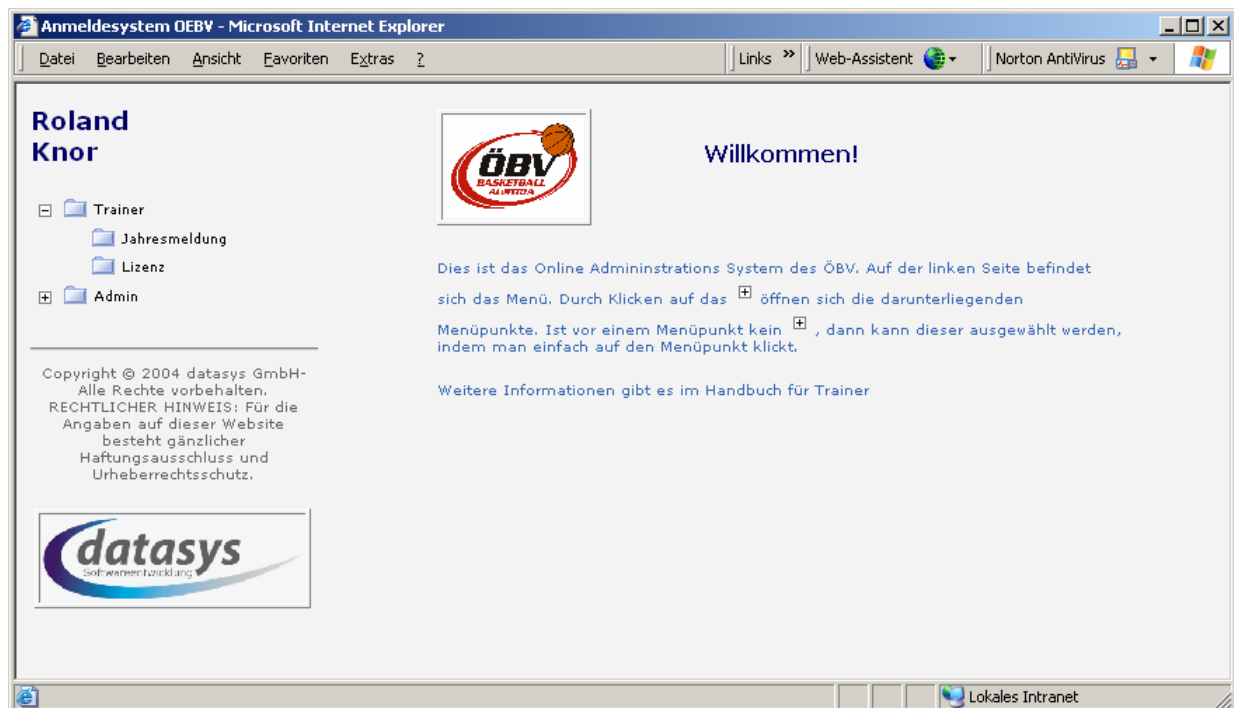 Anmeldesystem OEBV - Microsoft Internet Explorer
Datei Bearbeiten Ansicht Favoriten Extras ? Links » Web-Assistent Norton AntiVirus
Roland
Knor
Trainer
Jahresmeldung
Lizenz
Admin
Copyright © 2004 datasys GmbH-
Alle Rechte vorbehalten.
RECHTLICHER HINWEIS: Für die
Angaben auf dieser Website
besteht gänzlicher
Haftungsausschluss und
Urheberrechtsschutz.
datasys
Softwareentwicklung
ÖBV
BASKETBALL
AUSTRIA
Willkommen!
Dies ist das Online Admininstrations System des ÖBV. Auf der linken Seite befindet
sich das Menü. Durch Klicken auf das + öffnen sich die darunterliegenden
Menüpunkte. Ist vor einem Menüpunkt kein + , dann kann dieser ausgewählt werden,
indem man einfach auf den Menüpunkt klickt.
Weitere Informationen gibt es im Handbuch für Trainer
Lokales Intranet